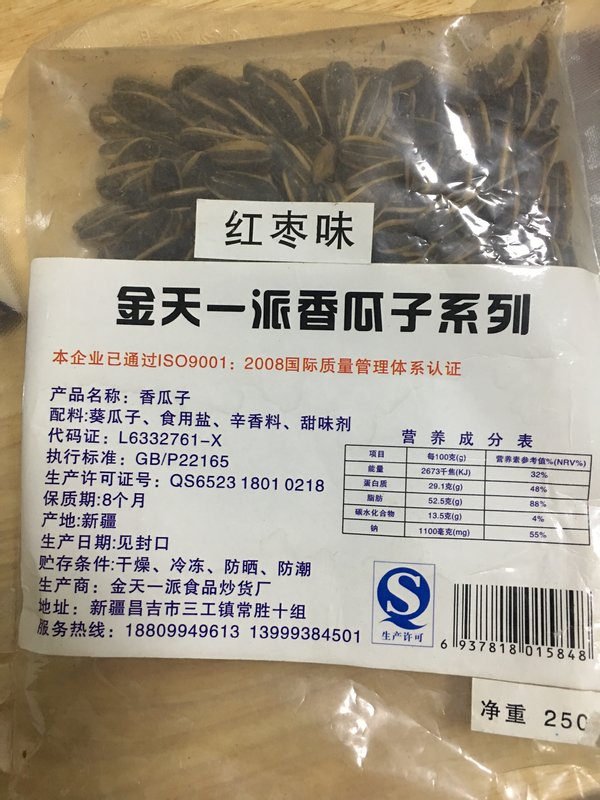 红枣味
金天一派香瓜子系列
本企业已通过ISO9001：2008国际质量管理体系认证
产品名称：香瓜子
配料:葵瓜子、食用盐、辛香料、甜味剂
代码证：L6332761-X
执行标准：GB/P22165
生产许可证号：QS6523 1801 0218
保质期:8个月
产地:新疆
生产日期:见封口
贮存条件:干燥、冷冻、防晒、防潮
生产商：金天一派食品炒货厂
地址：新疆昌吉市三工镇常胜十组
服务热线：18809949613 13999384501
营养成分表
项目 每100克(g) 营养素参考值%(NRV%)
能量 2673千焦(KJ) 32%
蛋白质 29.1克(g) 48%
脂肪 52.5克(g) 88%
碳水化合物 13.5克(g) 4%
钠 1100毫克(mg) 55%
生产许可
6 937818 015848
净重 250